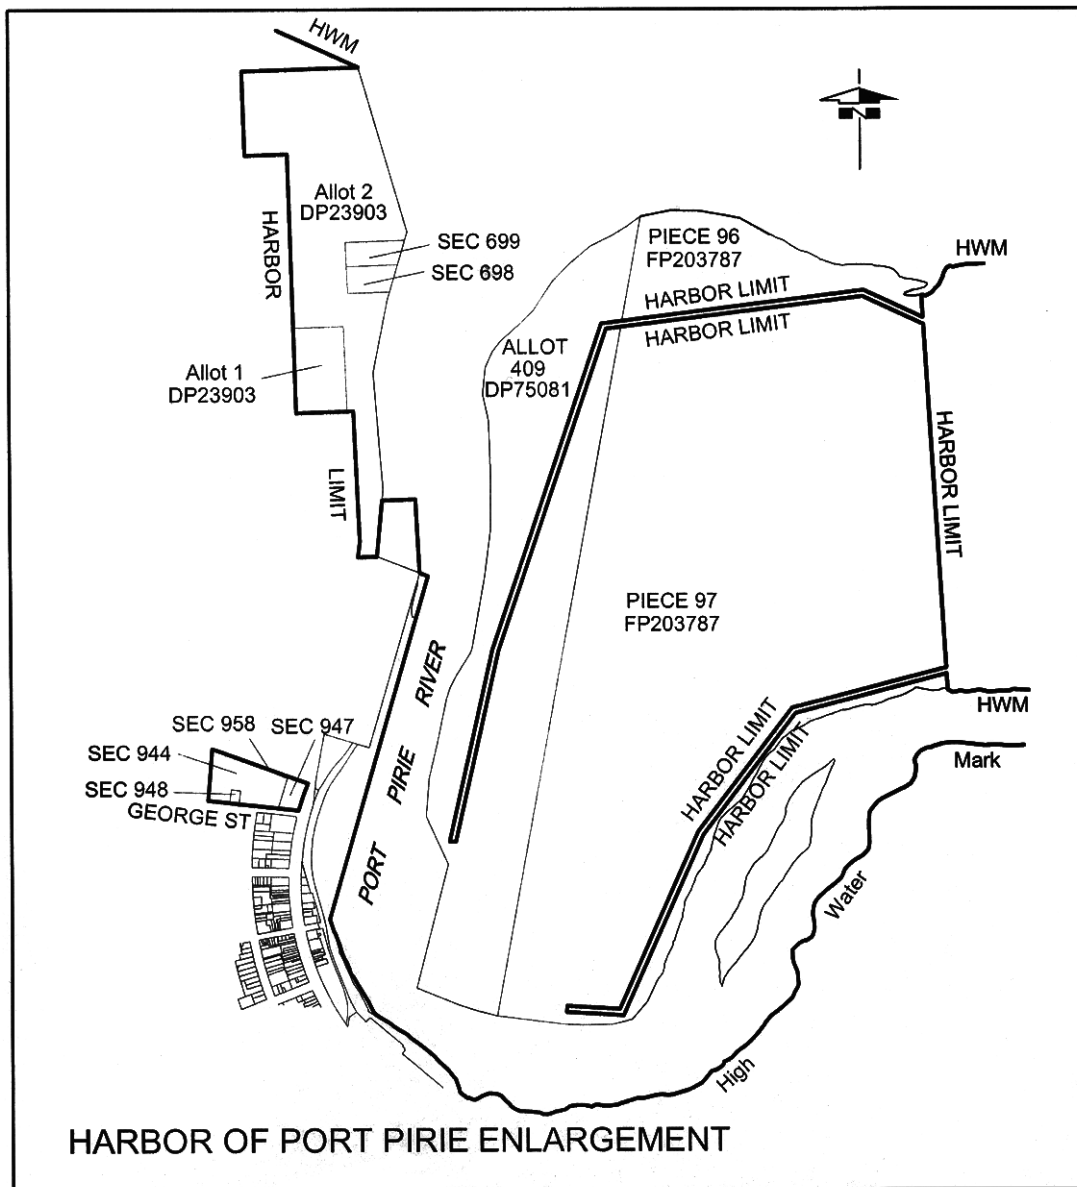 HWM
N
Allot 2
DP23903
HARBOR
SEC 699
SEC 698
PIECE 96
FP203787
HWM
HARBOR LIMIT
HARBOR LIMIT
ALLOT
409
DP75081
Allot 1
DP23903
HARBOR LIMIT
LIMIT
PIECE 97
FP203787
PORT PIRIE RIVER
SEC 958
SEC 947
SEC 944
SEC 948
GEORGE ST
HARBOR LIMIT
HARBOR LIMIT
HWM
Mark
Water
High
HARBOR OF PORT PIRIE ENLARGEMENT